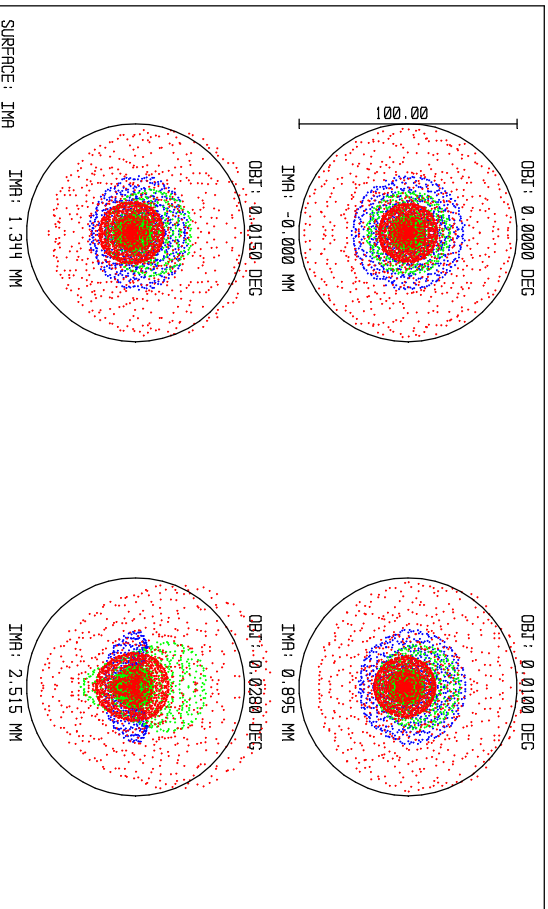 OBJ: 0.0000 DEG
OBJ: 0.0100 DEG
100.00
IMA: -0.000 MM
IMA: 0.895 MM
OBJ: 0.0150 DEG
OBJ: 0.0280 DEG
IMA: 1.344 MM
IMA: 2.515 MM
SURFACE: IMA